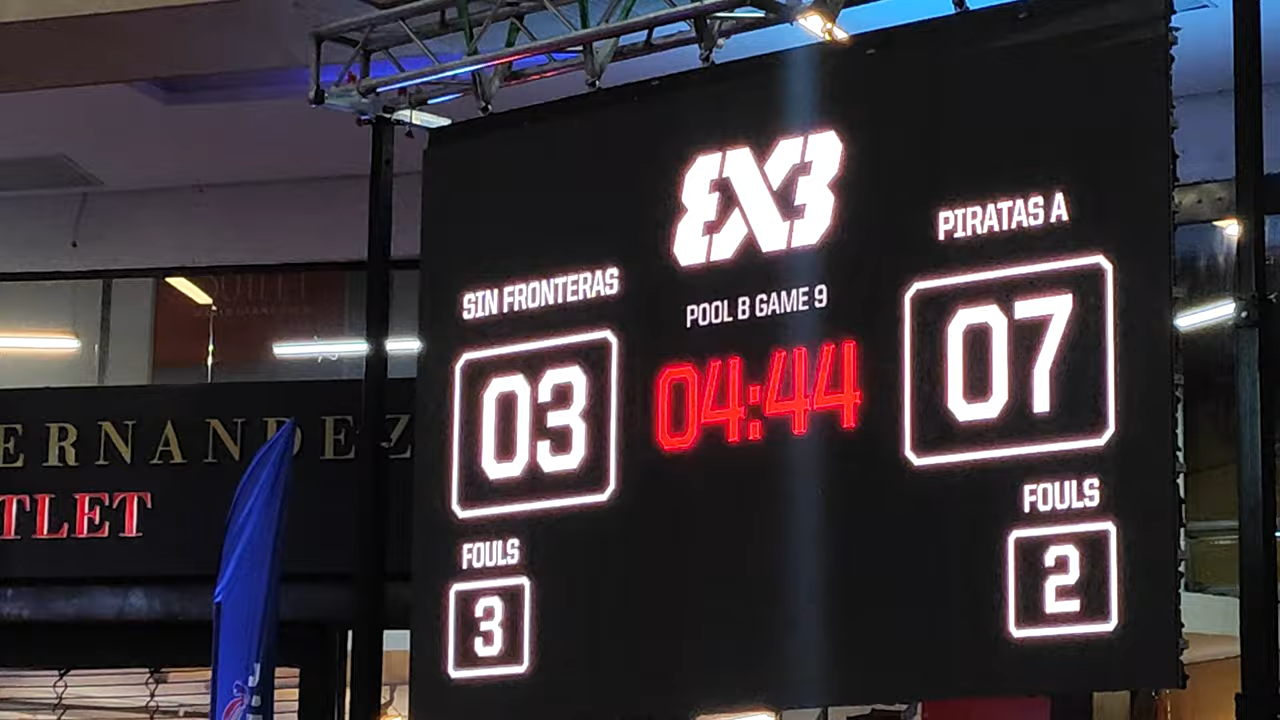 3X3
PIRATAS A
SIN FRONTERAS
POOL B GAME 9
03
04:44
07
FOULS
3
FOULS
2
ERNANDEZ
TLET